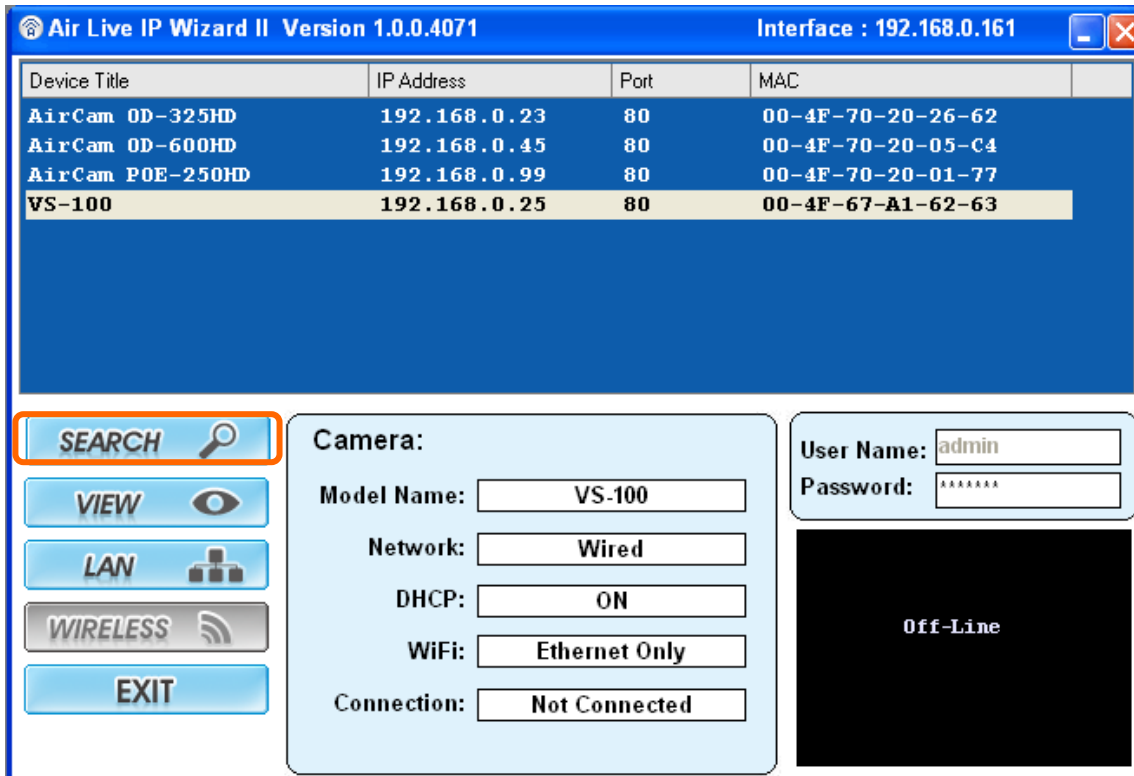 Air Live IP Wizard II Version 1.0.0.4071 Interface : 192.168.0.161
Device Title IP Address Port MAC
AirCam OD-325HD 192.168.0.23 80 00-4F-70-20-26-62
AirCam OD-600HD 192.168.0.45 80 00-4F-70-20-05-C4
AirCam POE-250HD 192.168.0.99 80 00-4F-70-20-01-77
VS-100 192.168.0.25 80 00-4F-67-A1-62-63
SEARCH
VIEW
LAN
WIRELESS
EXIT
Camera:
Model Name: VS-100
Network: Wired
DHCP: ON
WiFi: Ethernet Only
Connection: Not Connected
User Name: admin
Password: *******
Off-Line